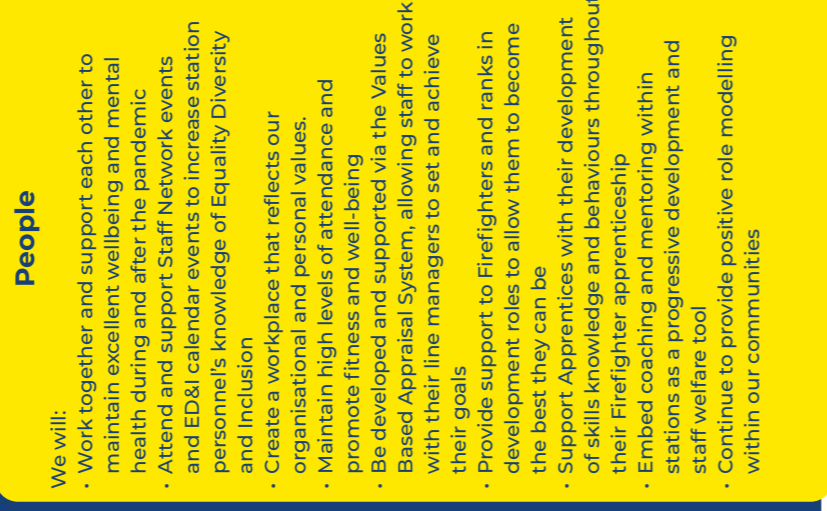 People
We will:
• Work together and support each other to
maintain excellent wellbeing and mental
health during and after the pandemic
• Attend and support Staff Network events
and ED&I calendar events to increase station
personnel's knowledge of Equality Diversity
and Inclusion
• Create a workplace that reflects our
organisational and personal values.
• Maintain high levels of attendance and
promote fitness and well-being
• Be developed and supported via the Values
Based Appraisal System, allowing staff to work
with their line managers to set and achieve
their goals
• Provide support to Firefighters and ranks in
development roles to allow them to become
the best they can be
• Support Apprentices with their development
of skills knowledge and behaviours throughout
their Firefighter apprenticeship
• Embed coaching and mentoring within
stations as a progressive development and
staff welfare tool
• Continue to provide positive role modelling
within our communities